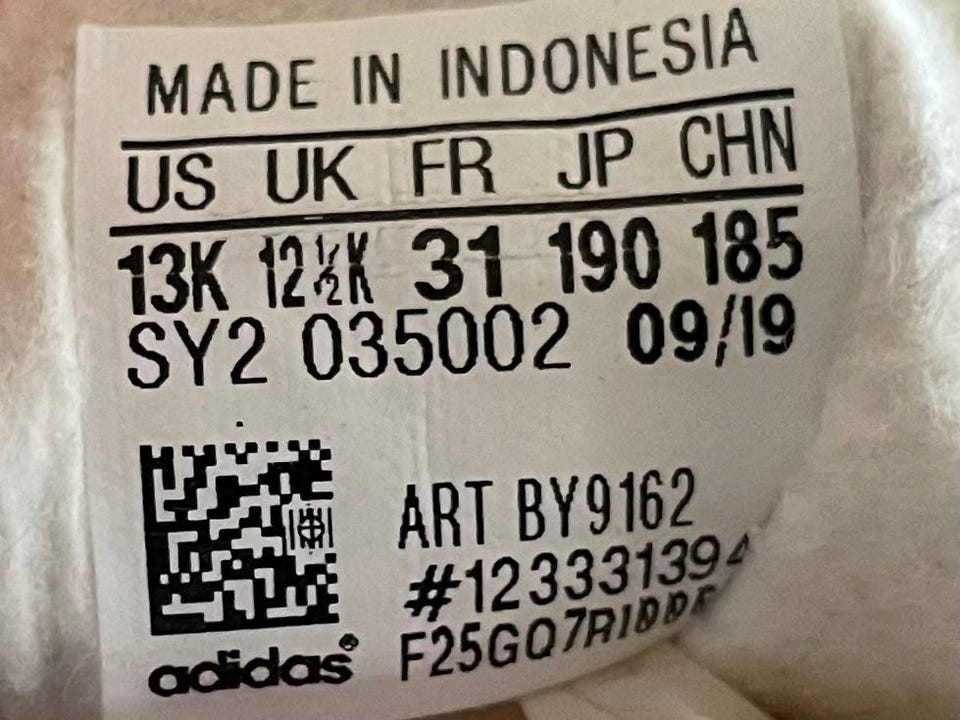 MADE IN INDONESIA
US UK FR JP CHN
13K 12½K 31 190 185
SY2 035002 09/19
ART BY9162
#123331394
adidas®